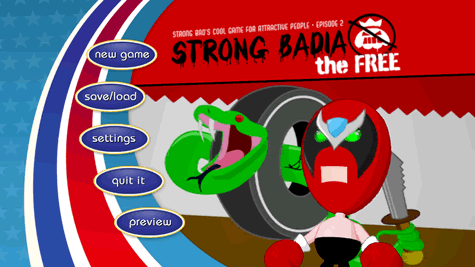 STRONG BAD'S COOL GAME FOR ATTRACTIVE PEOPLE • EPISODE 2
STRONG BADIA
the FREE
new game
save/load
settings
quit it
preview